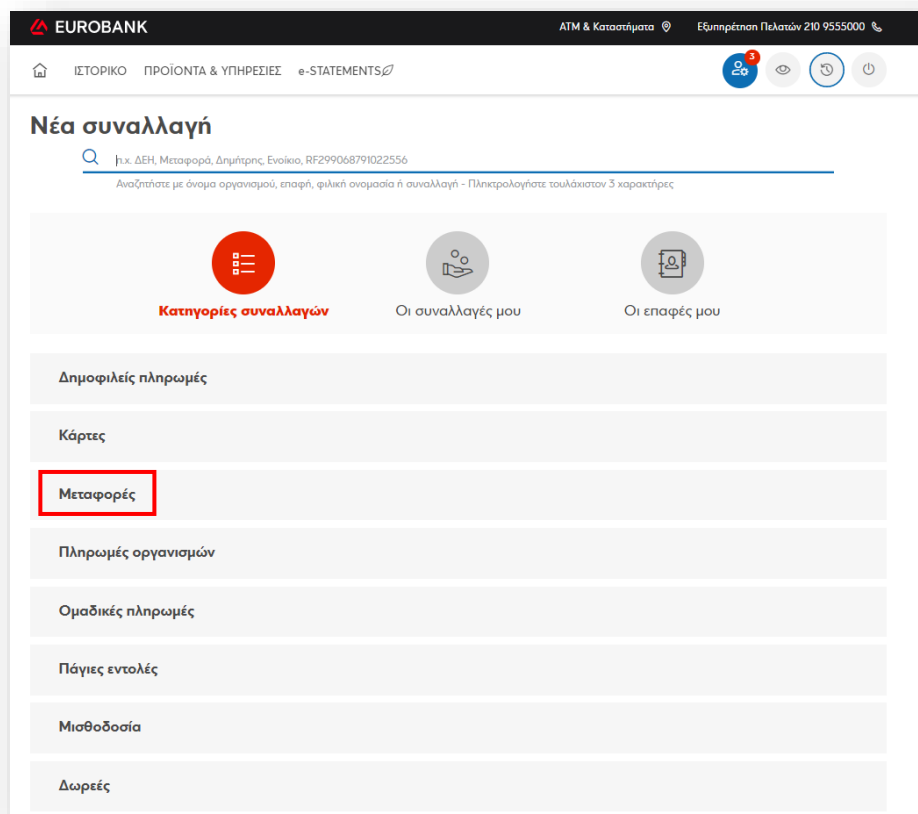 EUROBANK
ATM & Καταστήματα Εξυπηρέτηση Πελατών 210 9555000
ΙΣΤΟΡΙΚΟ ΠΡΟΪΟΝΤΑ & ΥΠΗΡΕΣΙΕΣ e-STATEMENTS
3
Νέα συναλλαγή
π.χ. ΔΕΗ, Μεταφορά, Δημήτρης, Ενοίκιο, RF299068791022556
Αναζητήστε με όνομα οργανισμού, επαφή, φιλική ονομασία ή συναλλαγή - Πληκτρολογήστε τουλάχιστον 3 χαρακτήρες
Κατηγορίες συναλλαγών Οι συναλλαγές μου Οι επαφές μου
Δημοφιλείς πληρωμές
Κάρτες
Μεταφορές
Πληρωμές οργανισμών
Ομαδικές πληρωμές
Πάγιες εντολές
Μισθοδοσία
Δωρεές